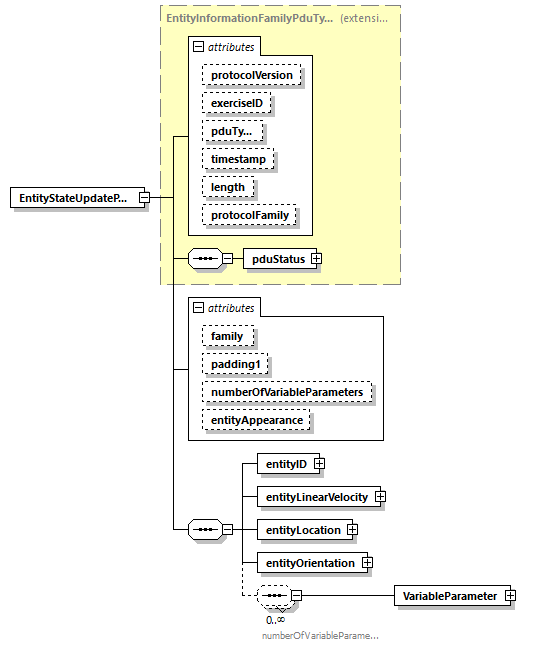 EntityInformationFamilyPduTy... (extensi...
attributes
protocolVersion
exerciseID
pduTy...
timestamp
length
protocolFamily
EntityStateUpdateP...
pduStatus
attributes
family
padding1
numberOfVariableParameters
entityAppearance
entityID
entityLinearVelocity
entityLocation
entityOrientation
VariableParameter
0..∞
numberOfVariableParame...